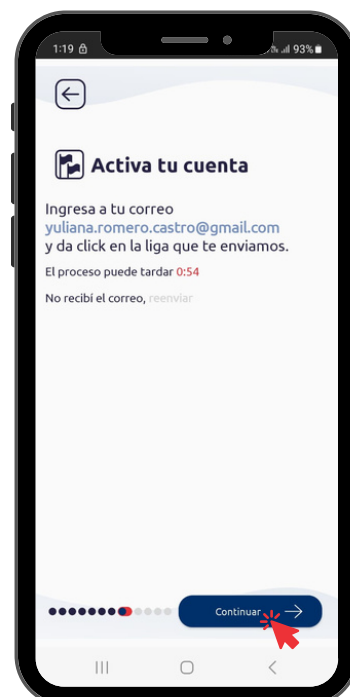 1:19 93%
Activa tu cuenta
Ingresa a tu correo
yuliana.romero.castro@gmail.com
y da click en la liga que te enviamos.
El proceso puede tardar 0:54
No recibí el correo, reenviar
Continuar